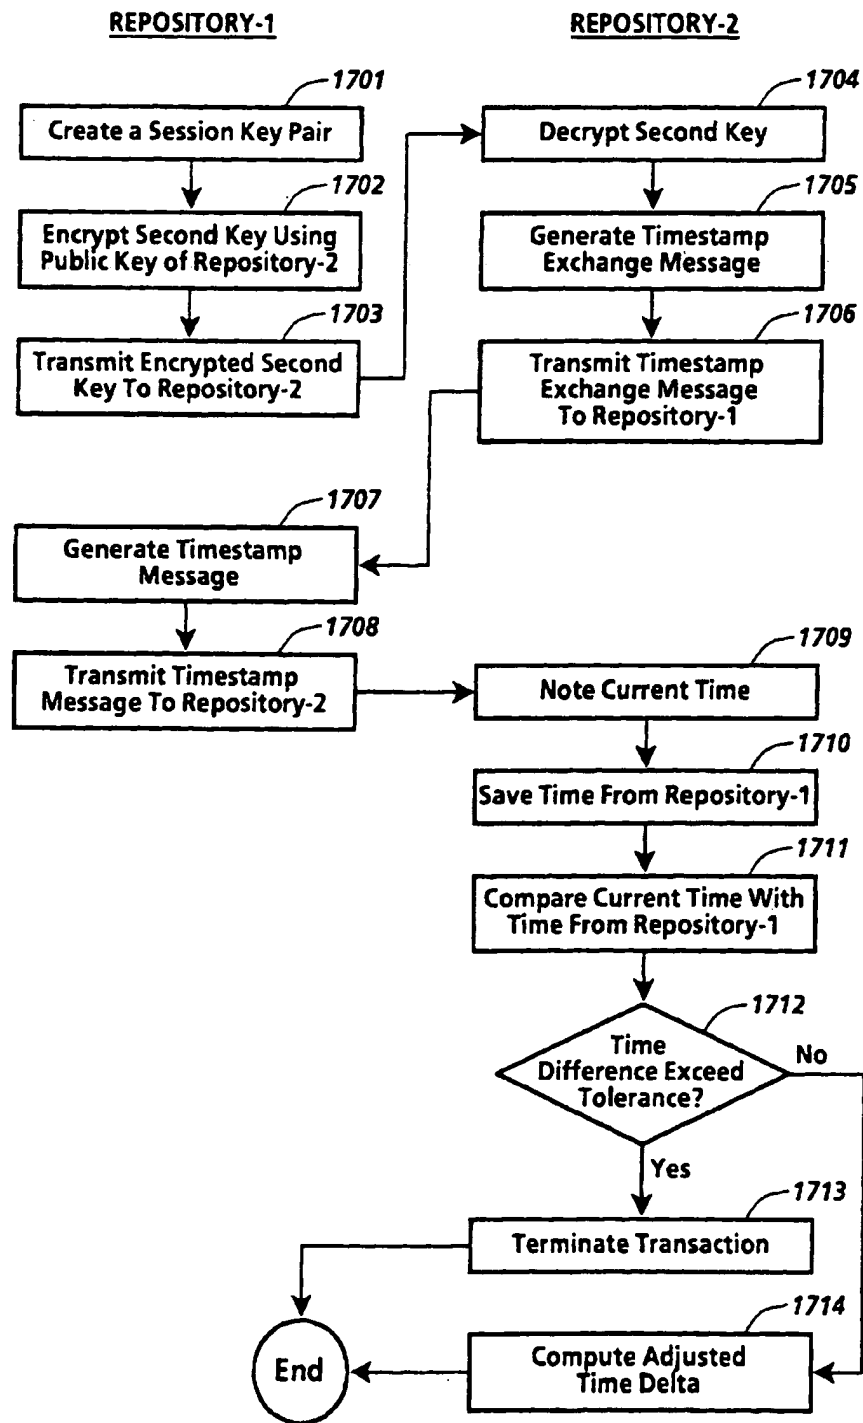 REPOSITORY-1
REPOSITORY-2
1701
Create a Session Key Pair
1702
Encrypt Second Key Using
Public Key of Repository-2
1703
Transmit Encrypted Second
Key To Repository-2
1704
Decrypt Second Key
1705
Generate Timestamp
Exchange Message
1706
Transmit Timestamp
Exchange Message
To Repository-1
1707
Generate Timestamp
Message
1708
Transmit Timestamp
Message To Repository-2
1709
Note Current Time
1710
Save Time From Repository-1
1711
Compare Current Time With
Time From Repository-1
1712
Time
Difference Exceed
Tolerance?
No
Yes
1713
Terminate Transaction
1714
Compute Adjusted
Time Delta
End